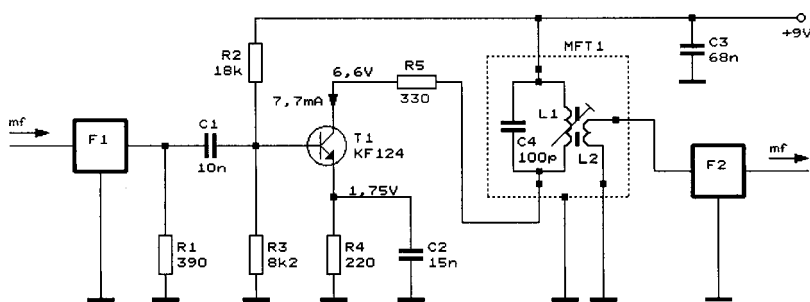 +9V
MFT1
C3
68n
R2
18k
6,6V
R5
330
7,7mA
mf
F1
C1
10n
T1
KF124
L1
C4
100p
L2
mf
F2
1,75V
R1
390
R3
8k2
R4
220
C2
15n